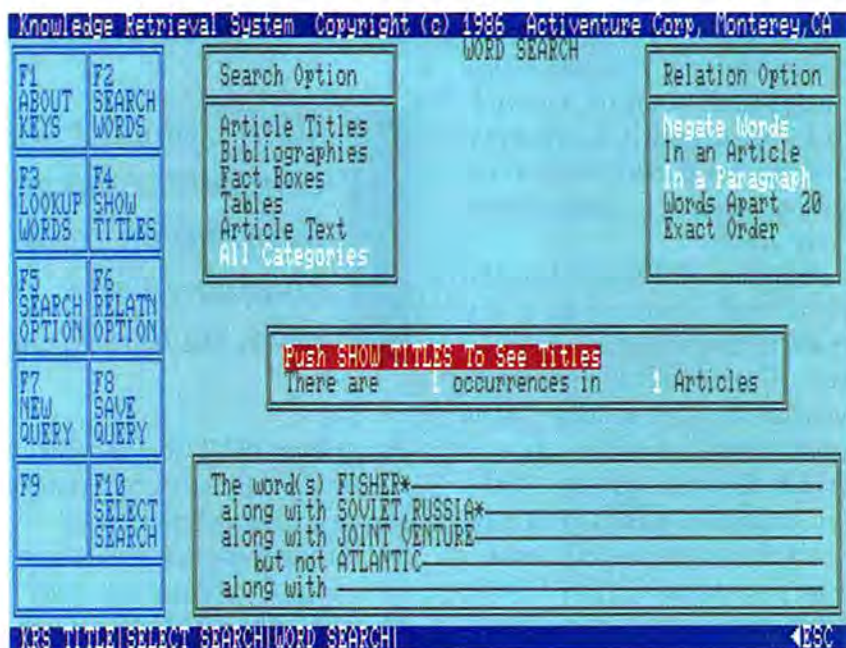 Knowledge Retrieval System Copyright (c) 1986 Activenture Corp, Monterey,CA
WORD SEARCH
F1
ABOUT
KEYS
F2
SEARCH
WORDS
F3
LOOKUP
WORDS
F4
SHOW
TITLES
F5
SEARCH
OPTION
F6
RELATN
OPTION
F7
NEW
QUERY
F8
SAVE
QUERY
F9
F10
SELECT
SEARCH
Search Option
Article Titles
Bibliographies
Fact Boxes
Tables
Article Text
All Categories
Relation Option
Negate Words
In an Article
In a Paragraph
Words Apart 20
Exact Order
Push SHOW TITLES To See Titles
There are 1 occurrences in 1 Articles
The word(s) FISHER*
along with SOVIET,RUSSIA*
along with JOINT VENTURE
but not ATLANTIC
along with
KRS TITLE|SELECT SEARCH|WORD SEARCH|
◄ESC